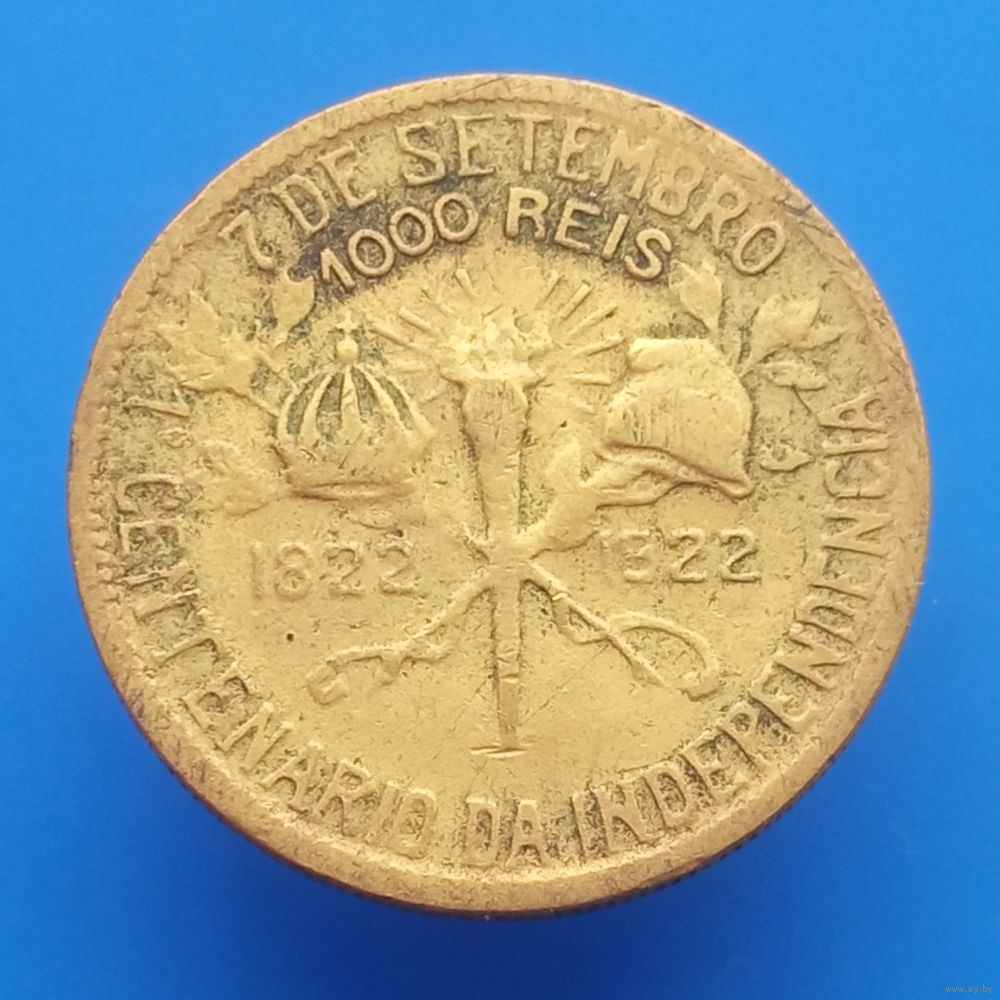 7 DE SETEMBRO
1000 REIS
1822 1922
1º CENTENARIO DA INDEPENDENCIA
www.ay.by